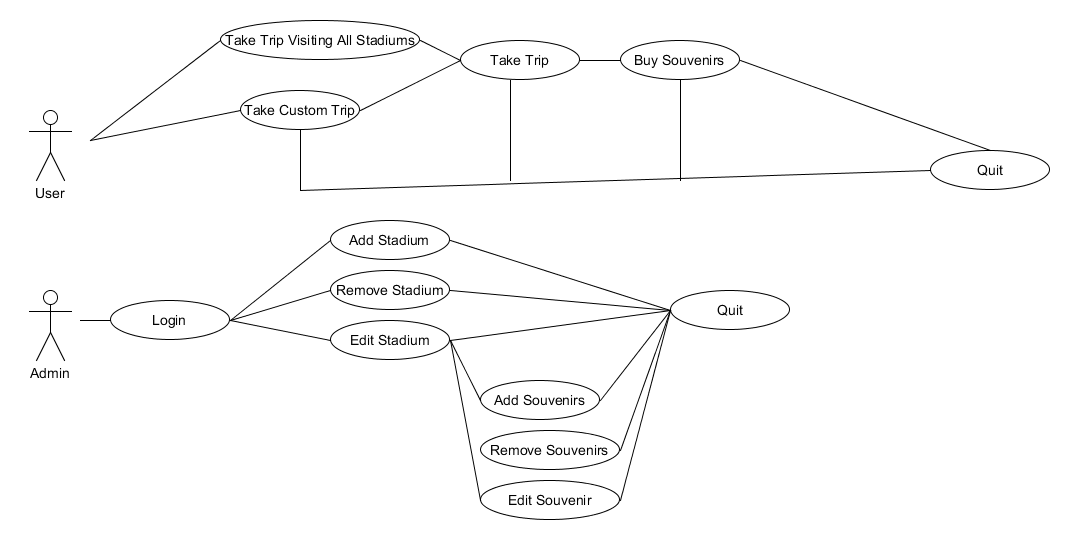 Take Trip Visiting All Stadiums
Take Trip
Buy Souvenirs
Take Custom Trip
Quit
User
Add Stadium
Remove Stadium
Quit
Login
Edit Stadium
Admin
Add Souvenirs
Remove Souvenirs
Edit Souvenir